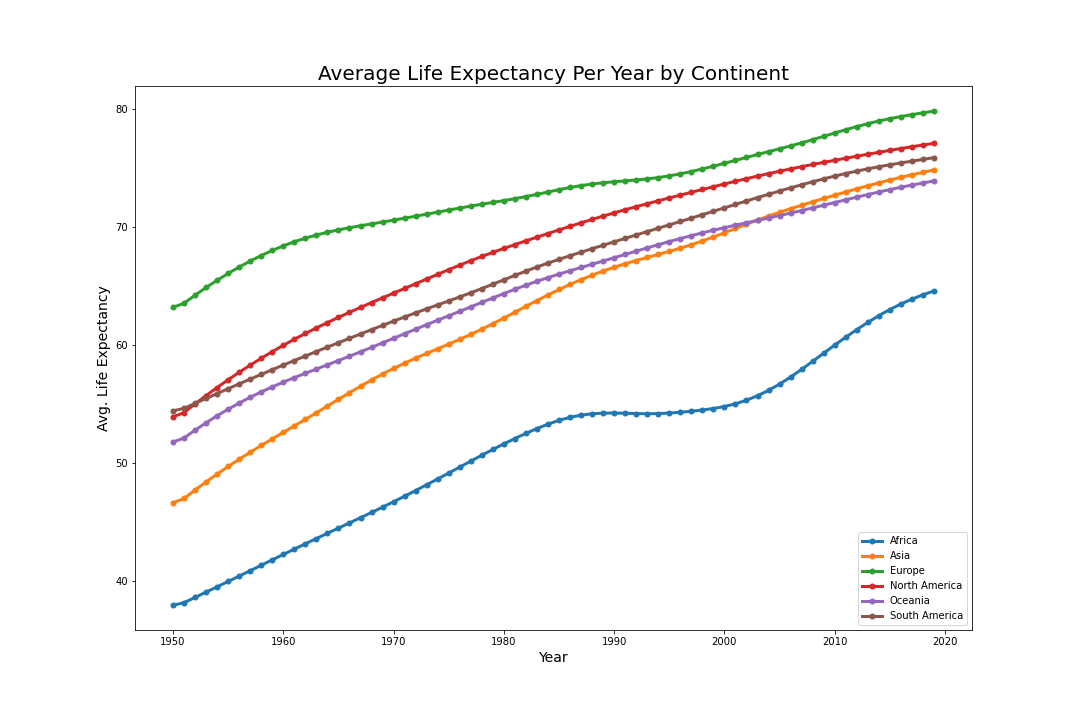 Average Life Expectancy Per Year by Continent
80
70
60
50
40
Avg. Life Expectancy
1950 1960 1970 1980 1990 2000 2010 2020
Year
Africa
Asia
Europe
North America
Oceania
South America